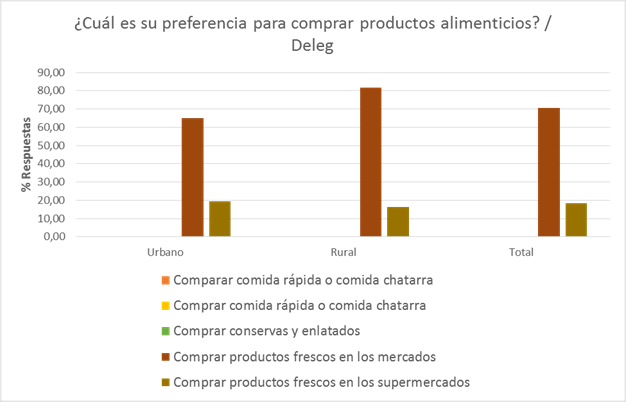 ¿Cuál es su preferencia para comprar productos alimenticios? /
Deleg
% Respuestas
90,00
80,00
70,00
60,00
50,00
40,00
30,00
20,00
10,00
0,00
Urbano Rural Total
Comparar comida rápida o comida chatarra
Comprar comida rápida o comida chatarra
Comprar conservas y enlatados
Comprar productos frescos en los mercados
Comprar productos frescos en los supermercados